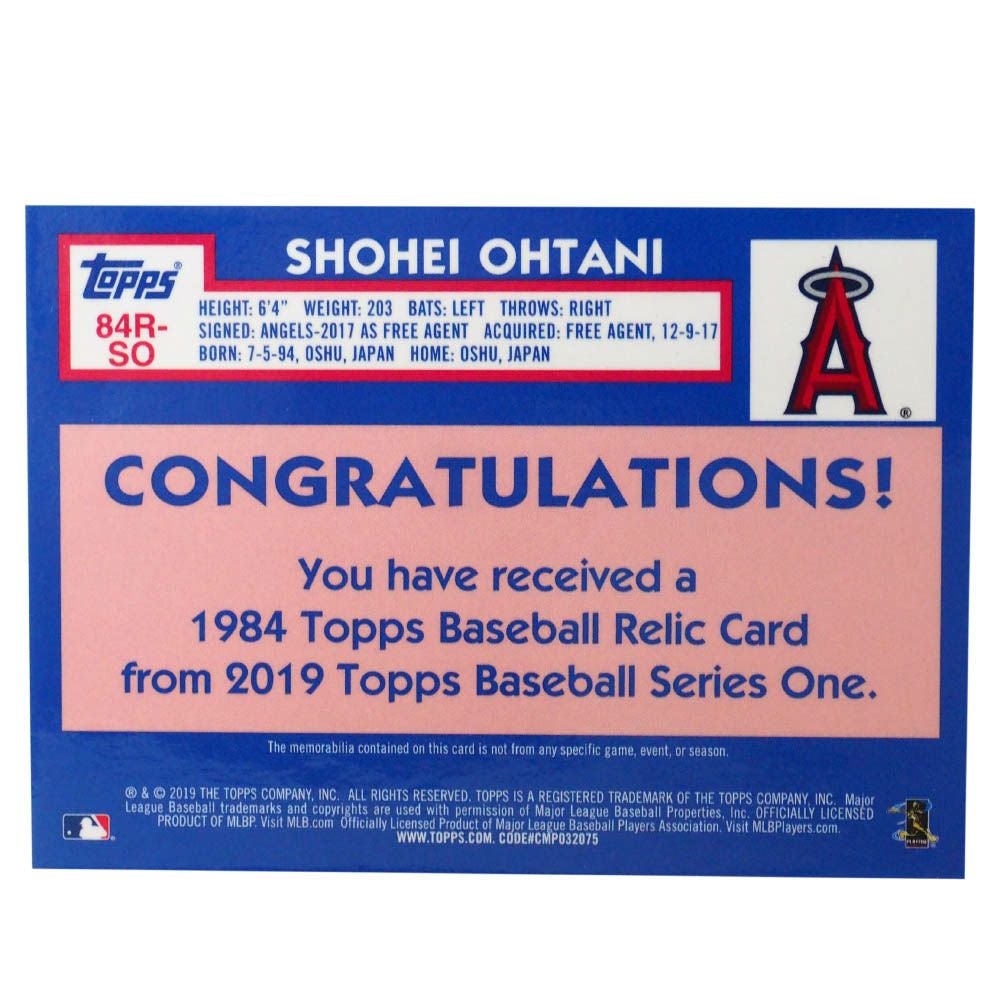 SHOHEI OHTANI
Topps®
84R-
SO
HEIGHT: 6'4" WEIGHT: 203 BATS: LEFT THROWS: RIGHT
SIGNED: ANGELS-2017 AS FREE AGENT ACQUIRED: FREE AGENT, 12-9-17
BORN: 7-5-94, OSHU, JAPAN HOME: OSHU, JAPAN
A
®
CONGRATULATIONS!
You have received a
1984 Topps Baseball Relic Card
from 2019 Topps Baseball Series One.
The memorabilia contained on this card is not from any specific game, event, or season.
® & © 2019 THE TOPPS COMPANY, INC. ALL RIGHTS RESERVED. TOPPS IS A REGISTERED TRADEMARK OF THE TOPPS COMPANY, INC. Major
League Baseball trademarks and copyrights are used with permission of Major League Baseball Properties, Inc. OFFICIALLY LICENSED
PRODUCT OF MLBP. Visit MLB.com Officially Licensed Product of Major League Baseball Players Association. Visit MLBPlayers.com.
WWW.TOPPS.COM. CODE#CMP032075